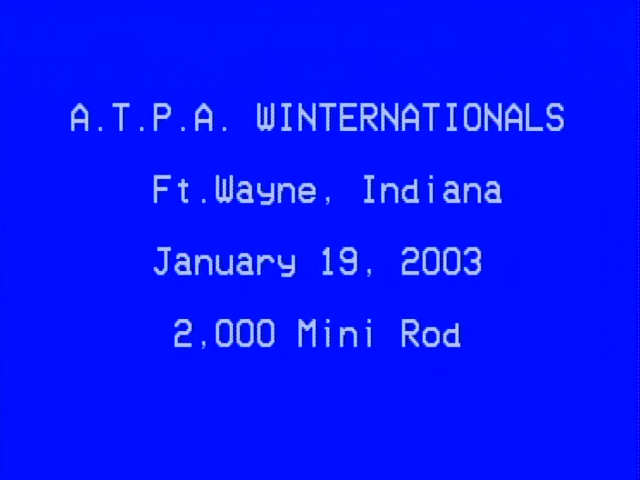 A.T.P.A. WINTERNATIONALS
Ft.Wayne, Indiana
January 19, 2003
2,000 Mini Rod